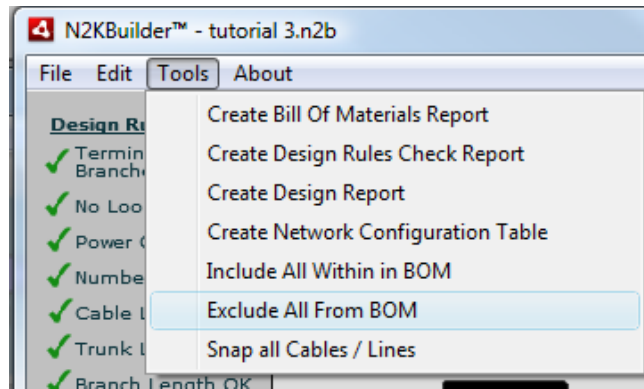 N2KBuilder™ - tutorial 3.n2b
File Edit Tools About
Create Bill Of Materials Report
Create Design Rules Check Report
Create Design Report
Create Network Configuration Table
Include All Within in BOM
Exclude All From BOM
Snap all Cables / Lines
Design
No
Power
Cable
Trunk
Branch Length OK